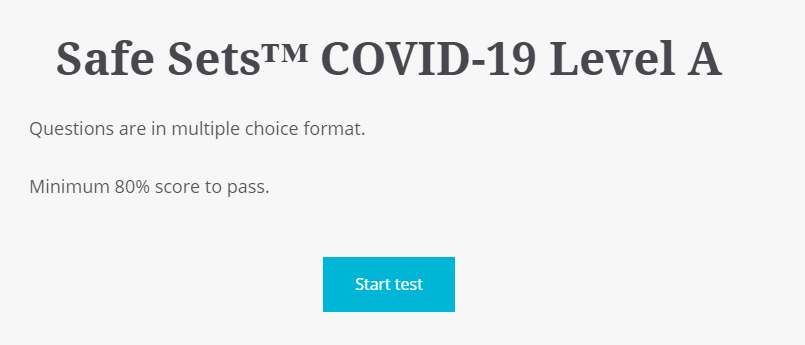 Safe Sets™ COVID-19 Level A
Questions are in multiple choice format.
Minimum 80% score to pass.
Start test